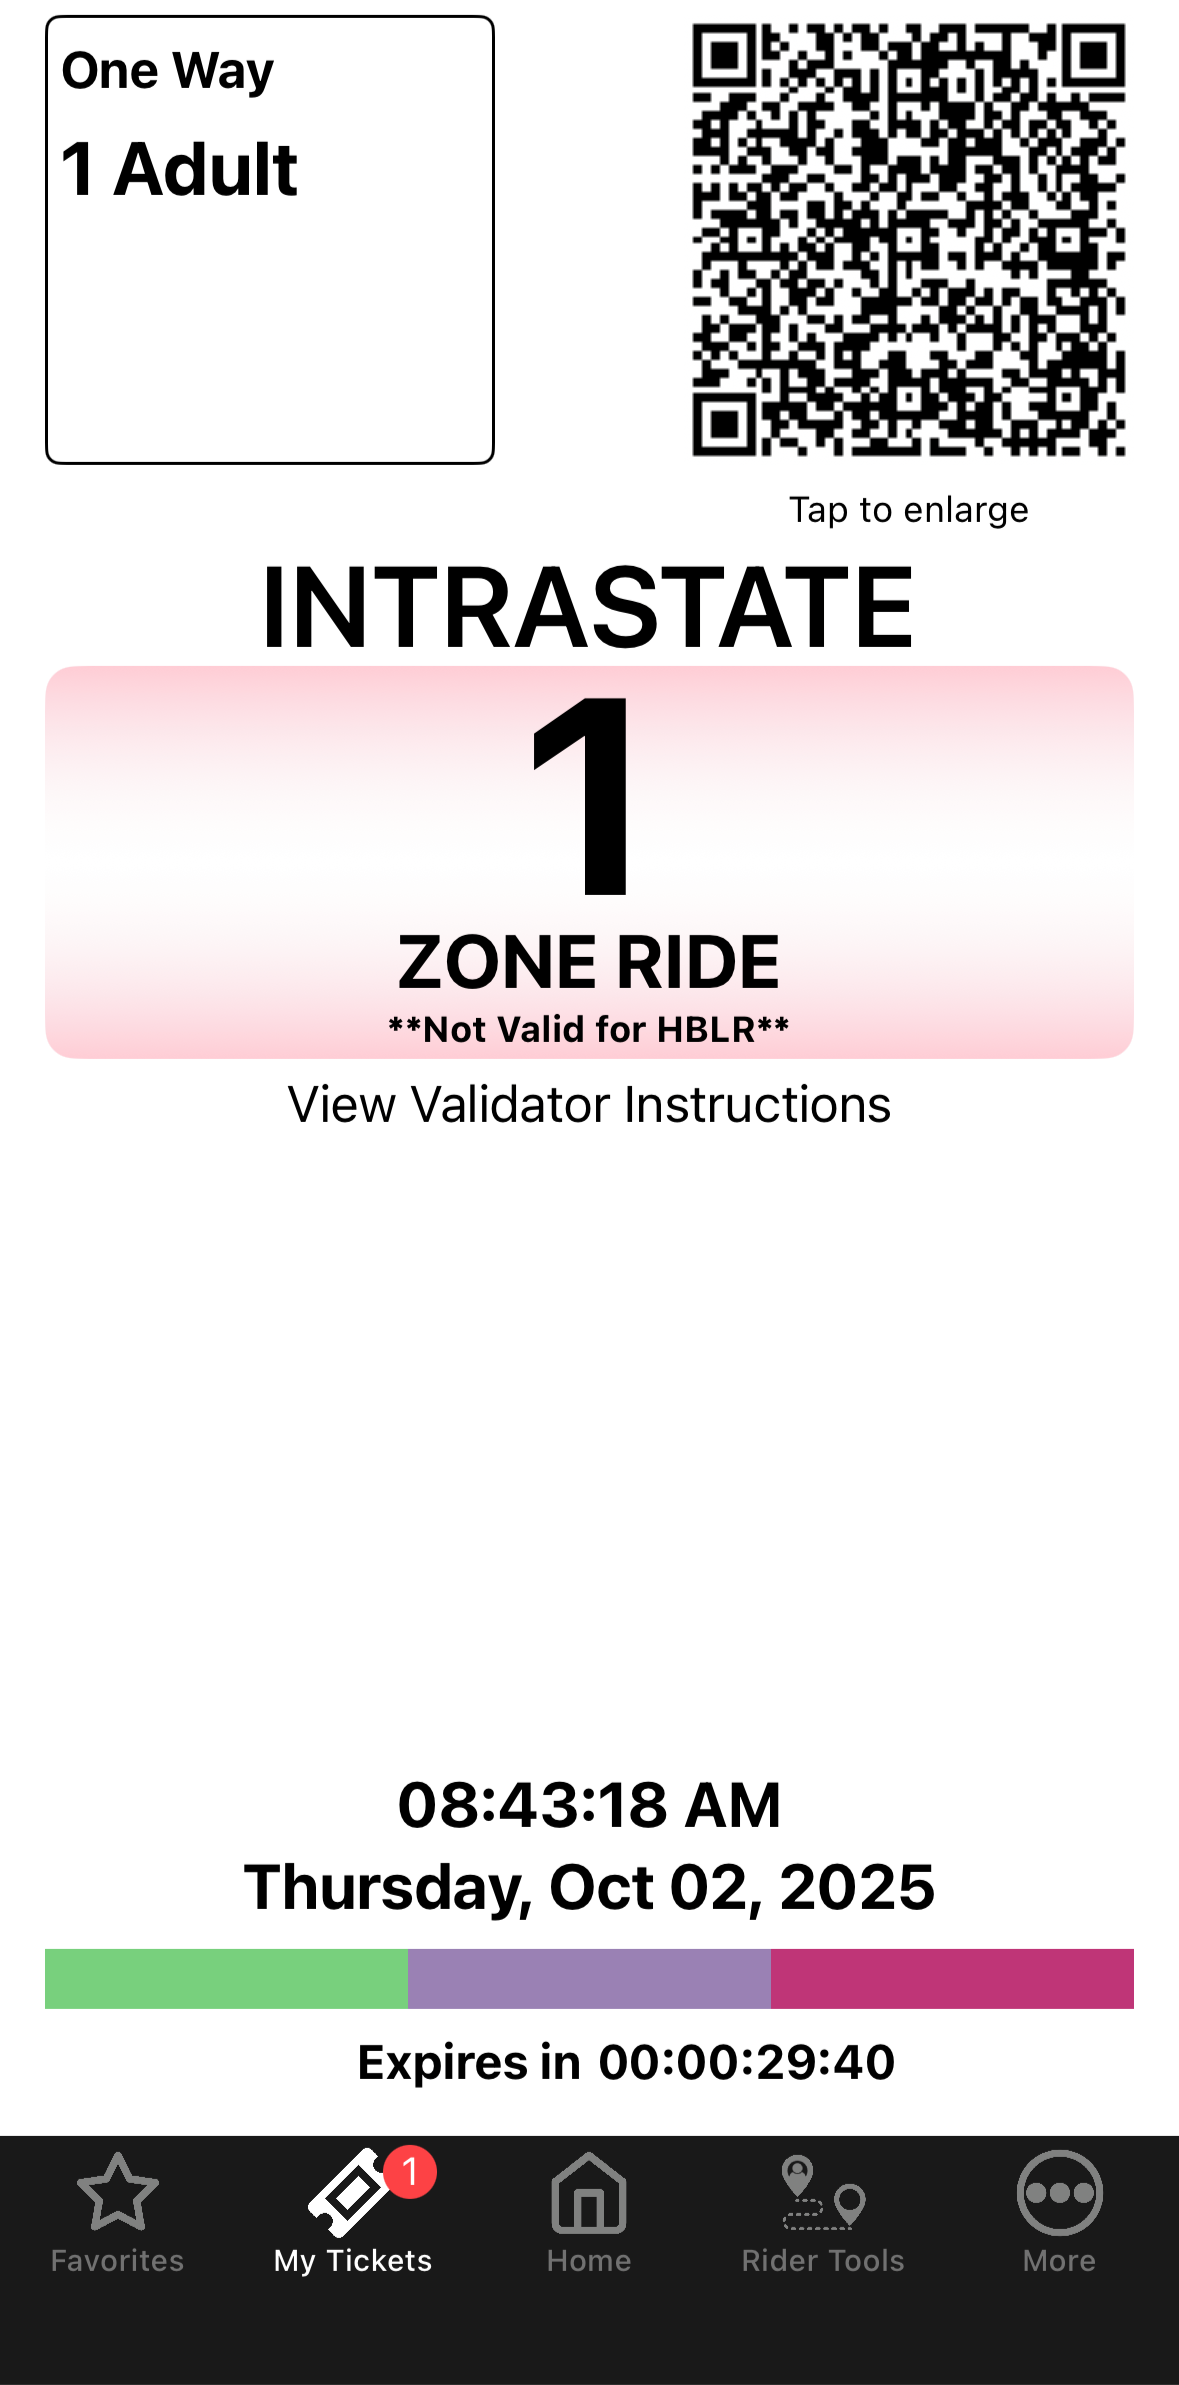 One Way
1 Adult
Tap to enlarge
INTRASTATE
1
ZONE RIDE
**Not Valid for HBLR**
View Validator Instructions
08:43:18 AM
Thursday, Oct 02, 2025
Expires in 00:00:29:40
1
Favorites
My Tickets
Home
Rider Tools
More